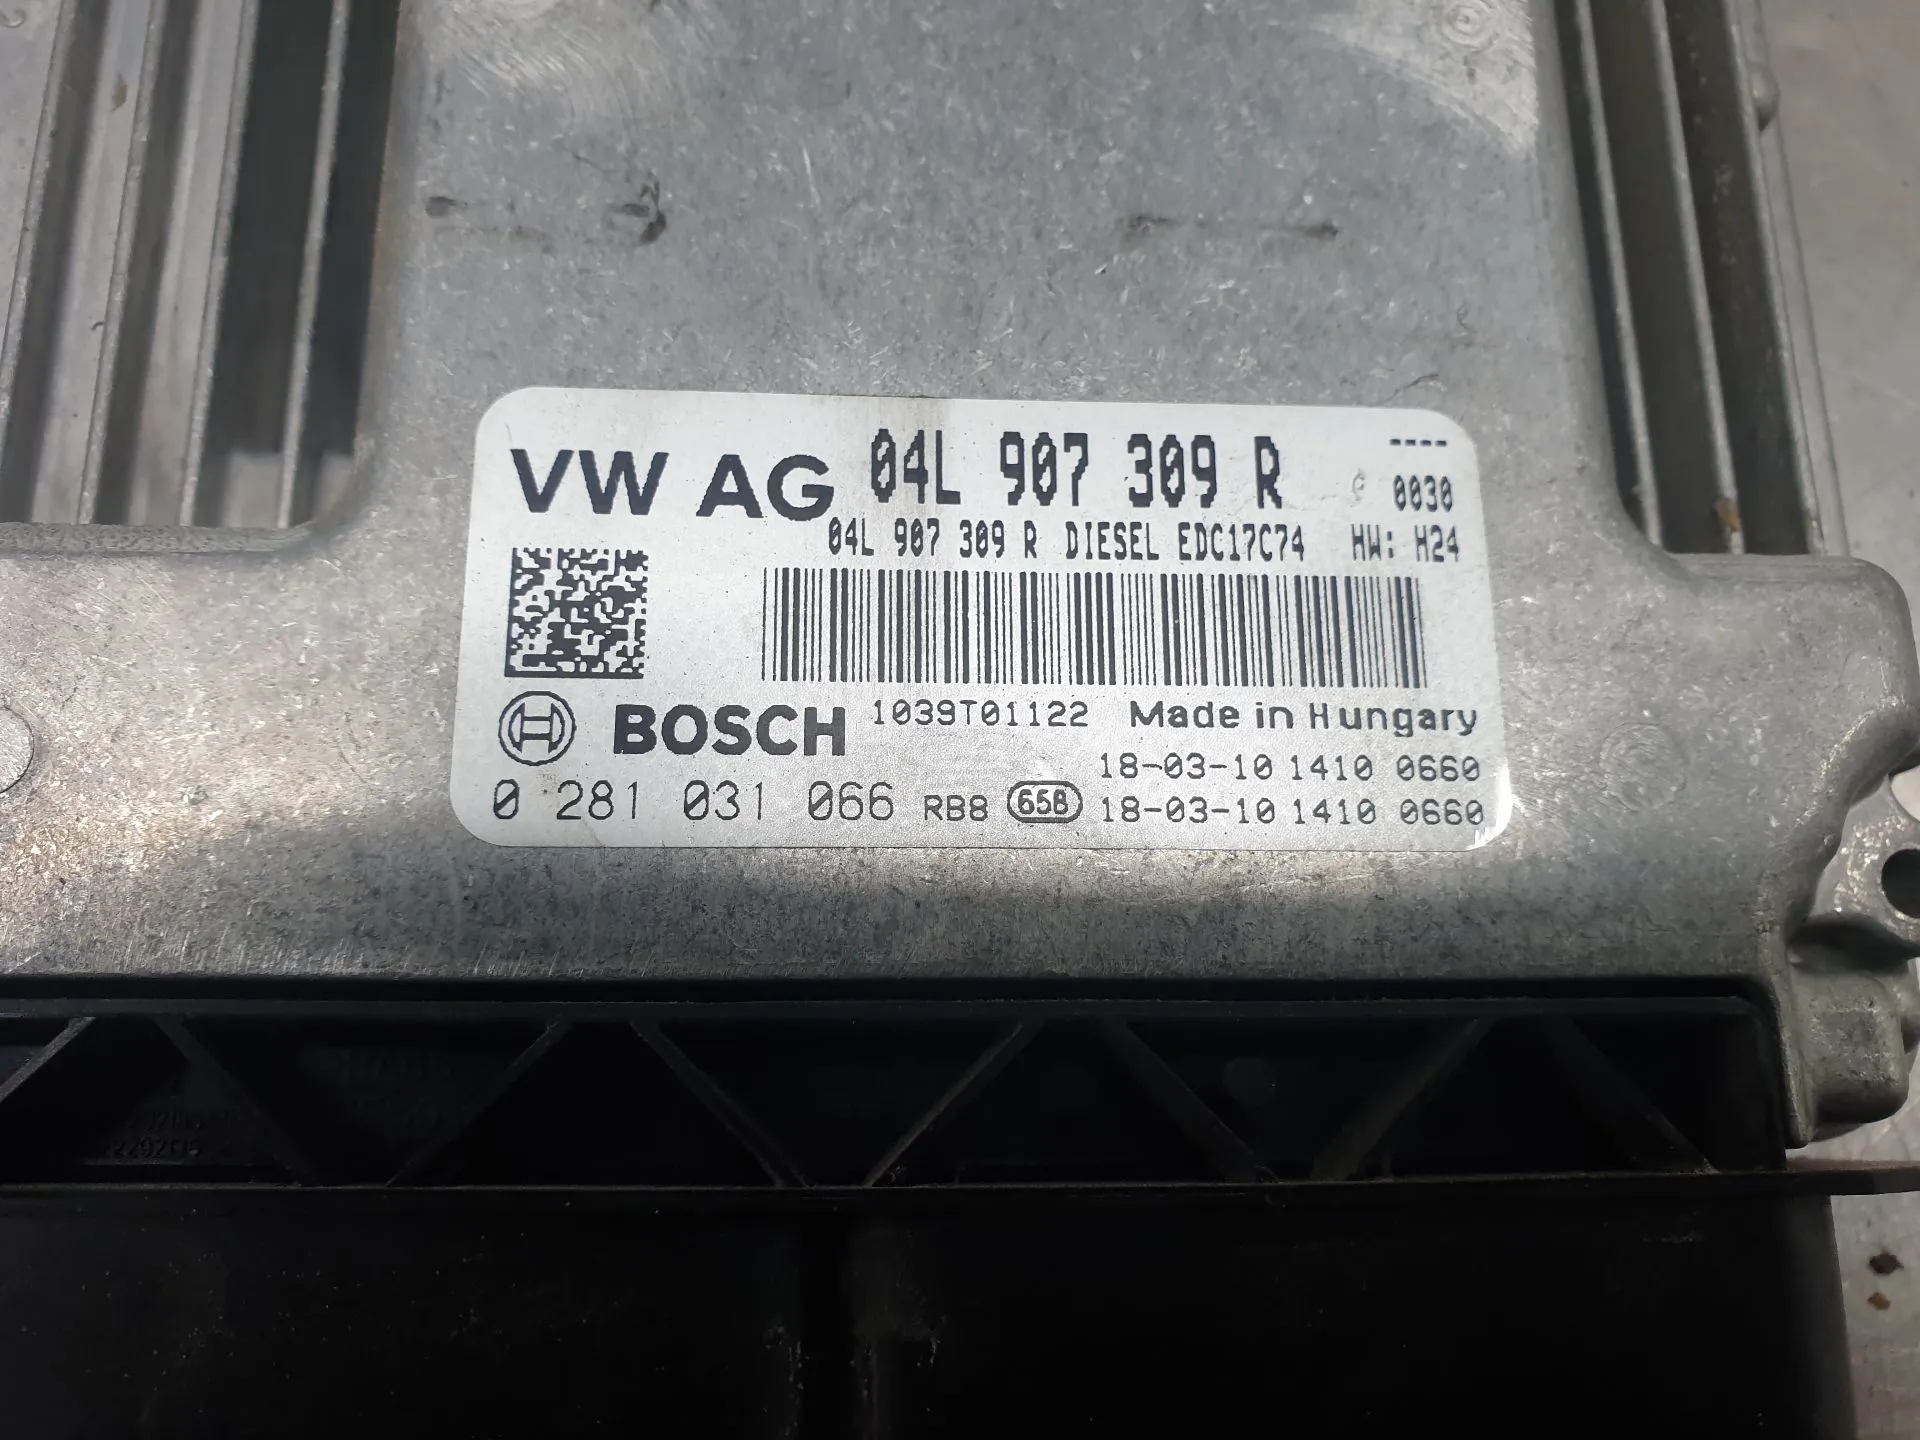 VW AG 04L 907 309 R ----
0030
04L 907 309 R DIESEL EDC17C74 HW: H24
BOSCH 1039T01122 Made in Hungary
18-03-10 1410 0660
0 281 031 066 RB8 65B 18-03-10 1410 0660